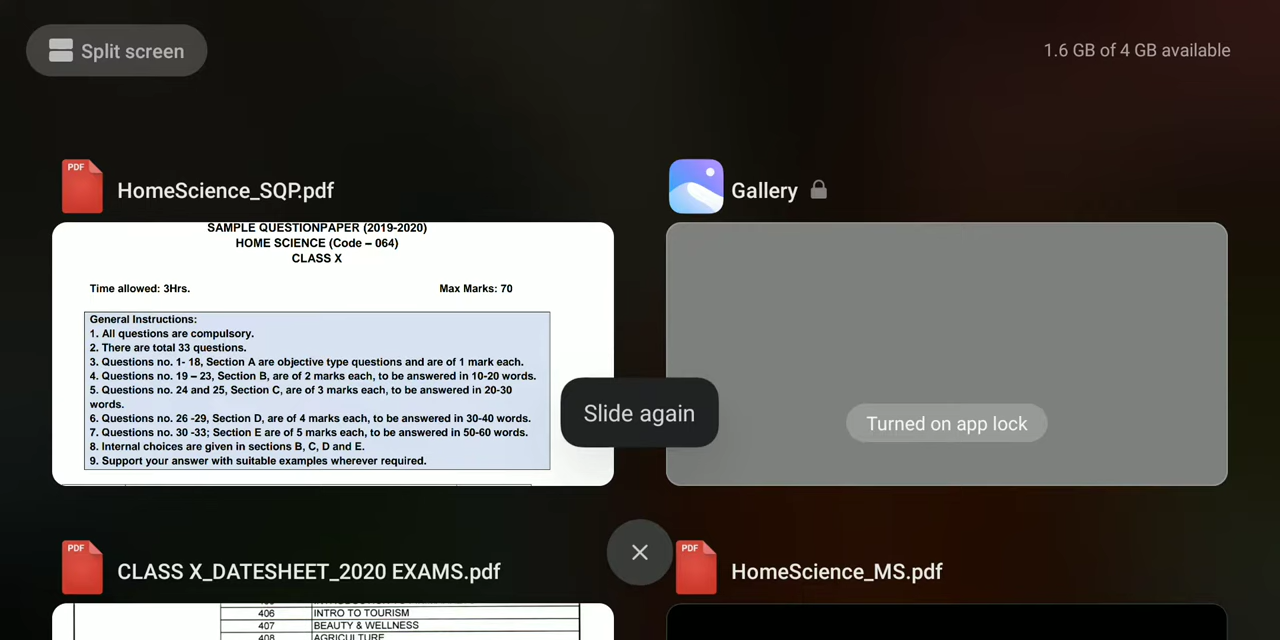 Split screen
1.6 GB of 4 GB available
PDF
HomeScience_SQP.pdf
Gallery
SAMPLE QUESTIONPAPER (2019-2020)
HOME SCIENCE (Code – 064)
CLASS X
Time allowed: 3Hrs. Max Marks: 70
General Instructions:
1. All questions are compulsory.
2. There are total 33 questions.
3. Questions no. 1- 18, Section A are objective type questions and are of 1 mark each.
4. Questions no. 19 – 23, Section B, are of 2 marks each, to be answered in 10-20 words.
5. Questions no. 24 and 25, Section C, are of 3 marks each, to be answered in 20-30
words.
6. Questions no. 26 -29, Section D, are of 4 marks each, to be answered in 30-40 words.
7. Questions no. 30 -33; Section E are of 5 marks each, to be answered in 50-60 words.
8. Internal choices are given in sections B, C, D and E.
9. Support your answer with suitable examples wherever required.
Slide again
Turned on app lock
PDF
CLASS X_DATESHEET_2020 EXAMS.pdf
PDF
HomeScience_MS.pdf
406 INTRO TO TOURISM
407 BEAUTY & WELLNESS
408 AGRICULTURE